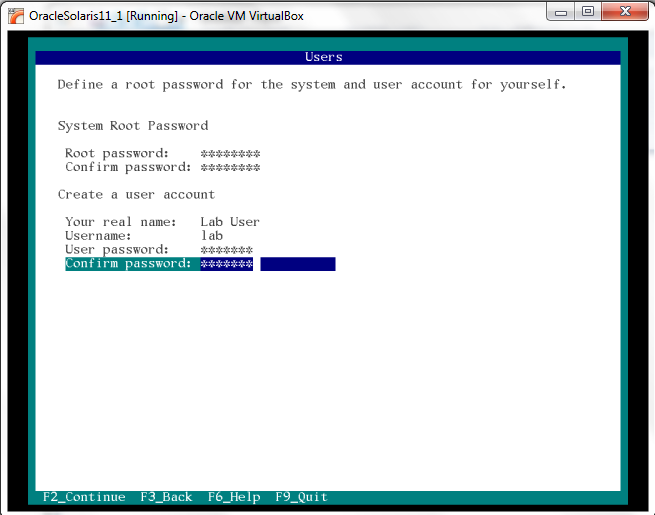 OracleSolaris11_1 [Running] - Oracle VM VirtualBox
Users
Define a root password for the system and user account for yourself.
System Root Password
Root password: ********
Confirm password: ********
Create a user account
Your real name: Lab User
Username: lab
User password: *******
Confirm password: *******
F2_Continue F3_Back F6_Help F9_Quit